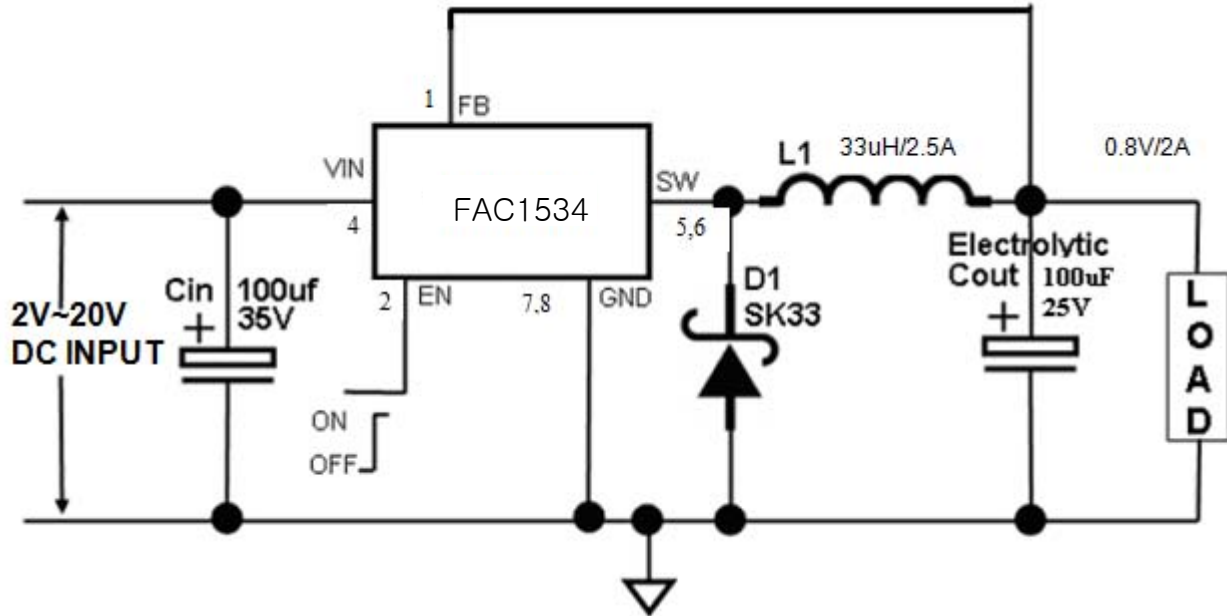 1 FB
VIN
4
FAC1534
SW
5,6
L1
33uH/2.5A
0.8V/2A
Cin
100uf
35V
+
2 EN
7,8
GND
D1
SK33
Electrolytic
Cout
100uF
25V
+
LOAD
2V~20V
DC INPUT
ON
OFF